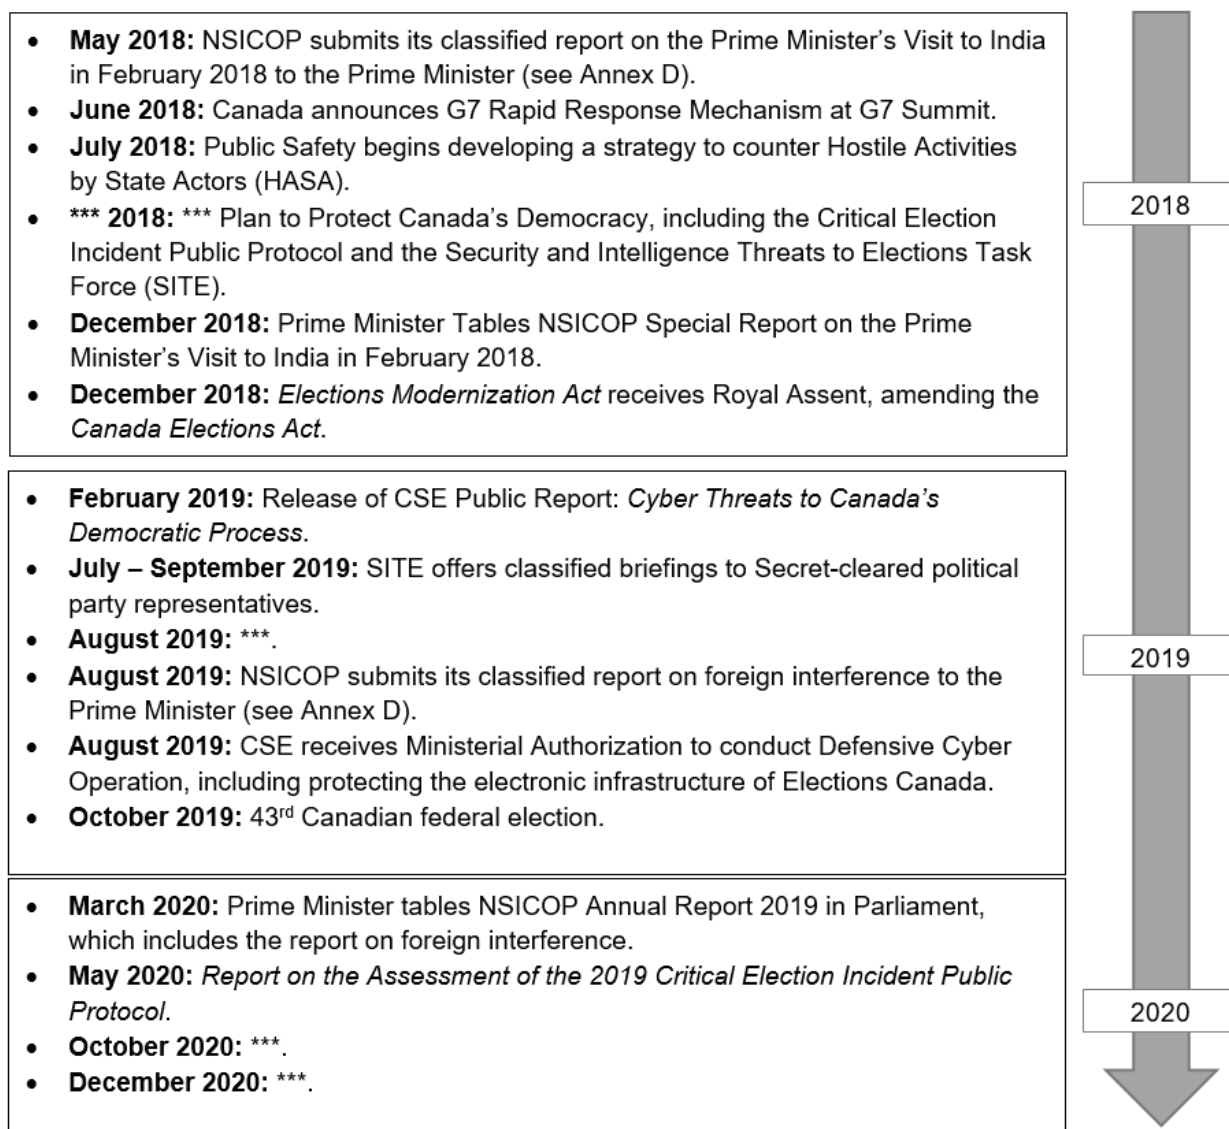 • May 2018: NSICOP submits its classified report on the Prime Minister's Visit to India
in February 2018 to the Prime Minister (see Annex D).
• June 2018: Canada announces G7 Rapid Response Mechanism at G7 Summit.
• July 2018: Public Safety begins developing a strategy to counter Hostile Activities
by State Actors (HASA).
• *** 2018: *** Plan to Protect Canada's Democracy, including the Critical Election
Incident Public Protocol and the Security and Intelligence Threats to Elections Task
Force (SITE).
• December 2018: Prime Minister Tables NSICOP Special Report on the Prime
Minister's Visit to India in February 2018.
• December 2018: Elections Modernization Act receives Royal Assent, amending the
Canada Elections Act.
2018
• February 2019: Release of CSE Public Report: Cyber Threats to Canada's
Democratic Process.
• July – September 2019: SITE offers classified briefings to Secret-cleared political
party representatives.
• August 2019: ***.
• August 2019: NSICOP submits its classified report on foreign interference to the
Prime Minister (see Annex D).
• August 2019: CSE receives Ministerial Authorization to conduct Defensive Cyber
Operation, including protecting the electronic infrastructure of Elections Canada.
• October 2019: 43rd Canadian federal election.
2019
• March 2020: Prime Minister tables NSICOP Annual Report 2019 in Parliament,
which includes the report on foreign interference.
• May 2020: Report on the Assessment of the 2019 Critical Election Incident Public
Protocol.
• October 2020: ***.
• December 2020: ***.
2020